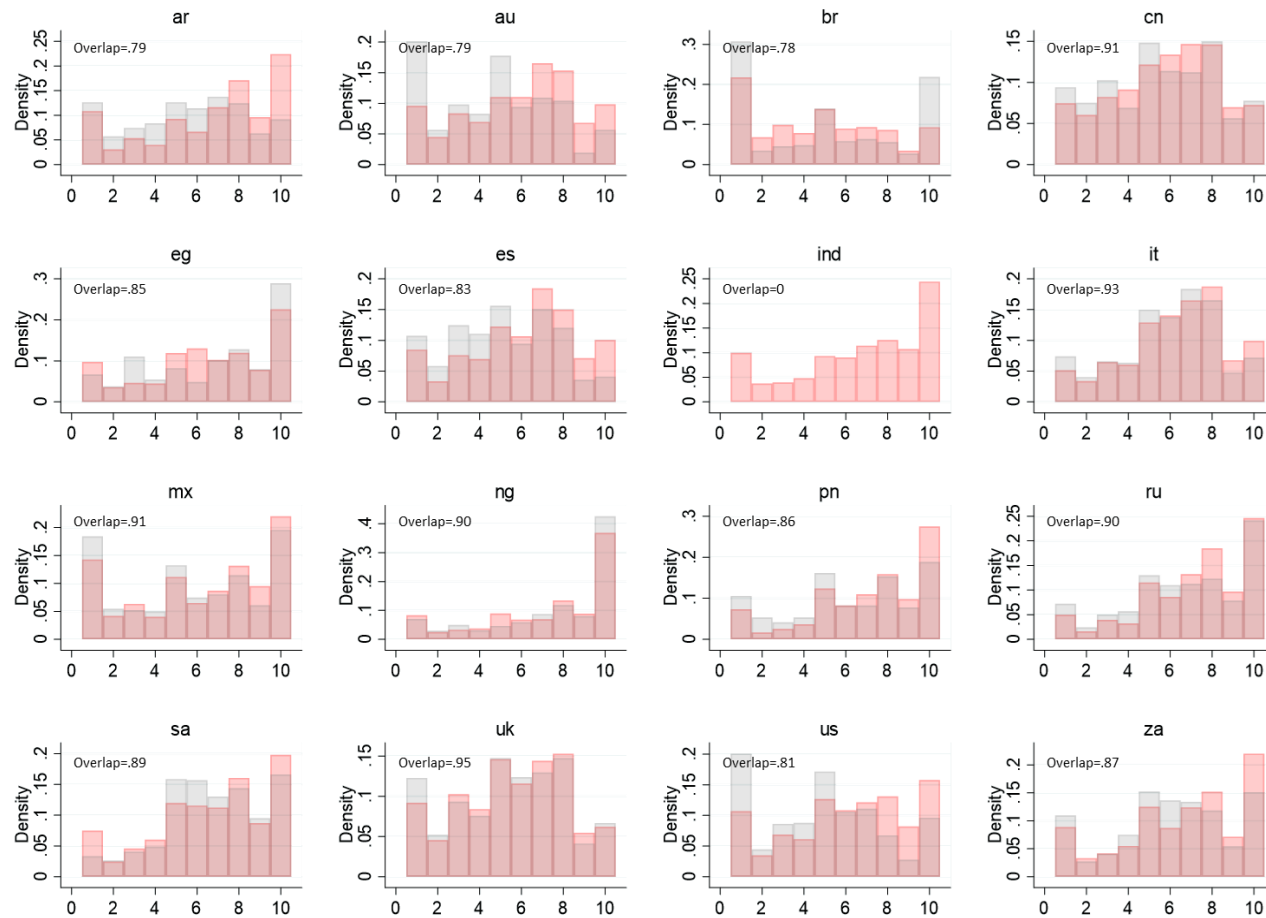 ar
Overlap=.79
Density
0 .05 .1 .15 .2 .25
0 2 4 6 8 10
au
Overlap=.79
Density
0 .05 .1 .15 .2
0 2 4 6 8 10
br
Overlap=.78
Density
0 .1 .2 .3
0 2 4 6 8 10
cn
Overlap=.91
Density
0 .05 .1 .15
0 2 4 6 8 10
eg
Overlap=.85
Density
0 .1 .2 .3
0 2 4 6 8 10
es
Overlap=.83
Density
0 .05 .1 .15 .2
0 2 4 6 8 10
ind
Overlap=0
Density
0 .05 .1 .15 .2 .25
0 2 4 6 8 10
it
Overlap=.93
Density
0 .05 .1 .15 .2
0 2 4 6 8 10
mx
Overlap=.91
Density
0 .05 .1 .15 .2
0 2 4 6 8 10
ng
Overlap=.90
Density
0 .1 .2 .3 .4
0 2 4 6 8 10
pn
Overlap=.86
Density
0 .1 .2 .3
0 2 4 6 8 10
ru
Overlap=.90
Density
0 .05 .1 .15 .2 .25
0 2 4 6 8 10
sa
Overlap=.89
Density
0 .05 .1 .15 .2
0 2 4 6 8 10
uk
Overlap=.95
Density
0 .05 .1 .15
0 2 4 6 8 10
us
Overlap=.81
Density
0 .05 .1 .15 .2
0 2 4 6 8 10
za
Overlap=.87
Density
0 .05 .1 .15 .2
0 2 4 6 8 10